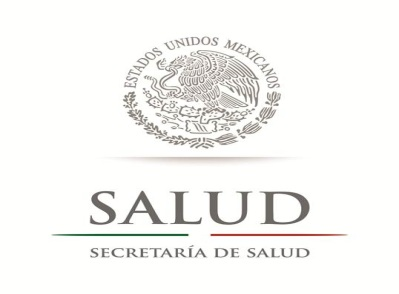 ESTADOS UNIDOS MEXICANOS
SALUD
SECRETARÍA DE SALUD